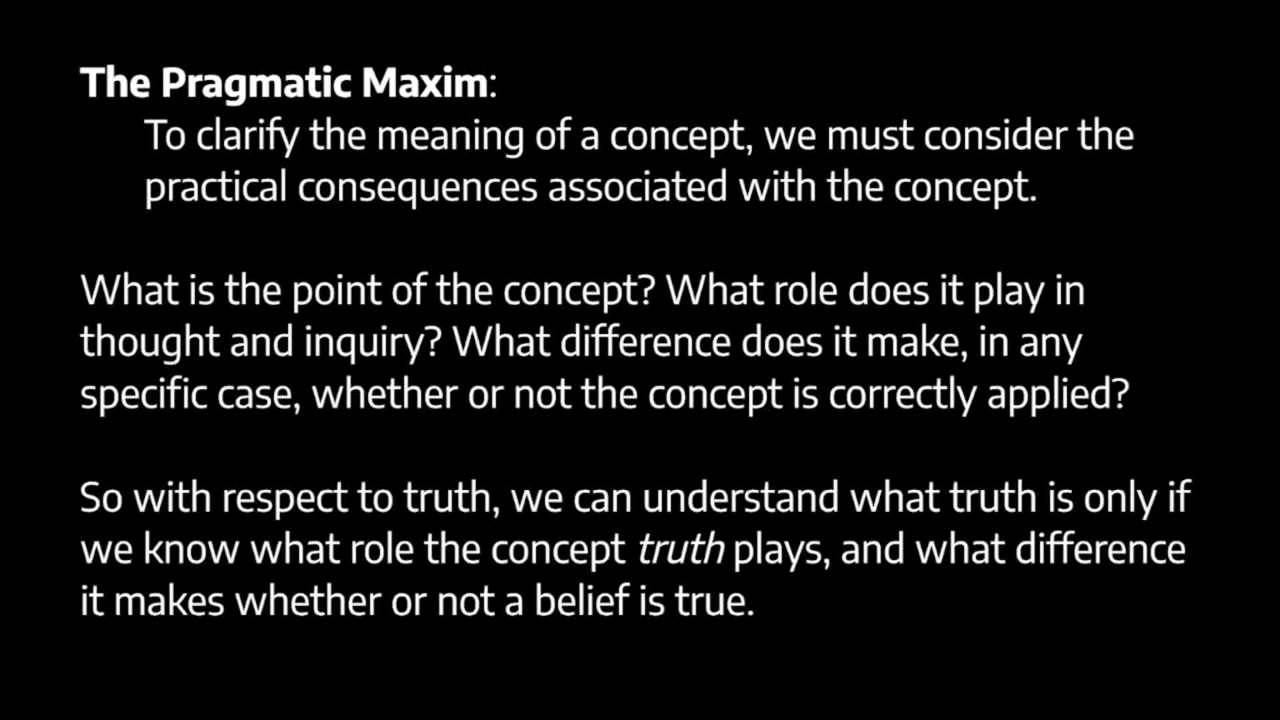 The Pragmatic Maxim:
To clarify the meaning of a concept, we must consider the
practical consequences associated with the concept.
What is the point of the concept? What role does it play in
thought and inquiry? What difference does it make, in any
specific case, whether or not the concept is correctly applied?
So with respect to truth, we can understand what truth is only if
we know what role the concept truth plays, and what difference
it makes whether or not a belief is true.